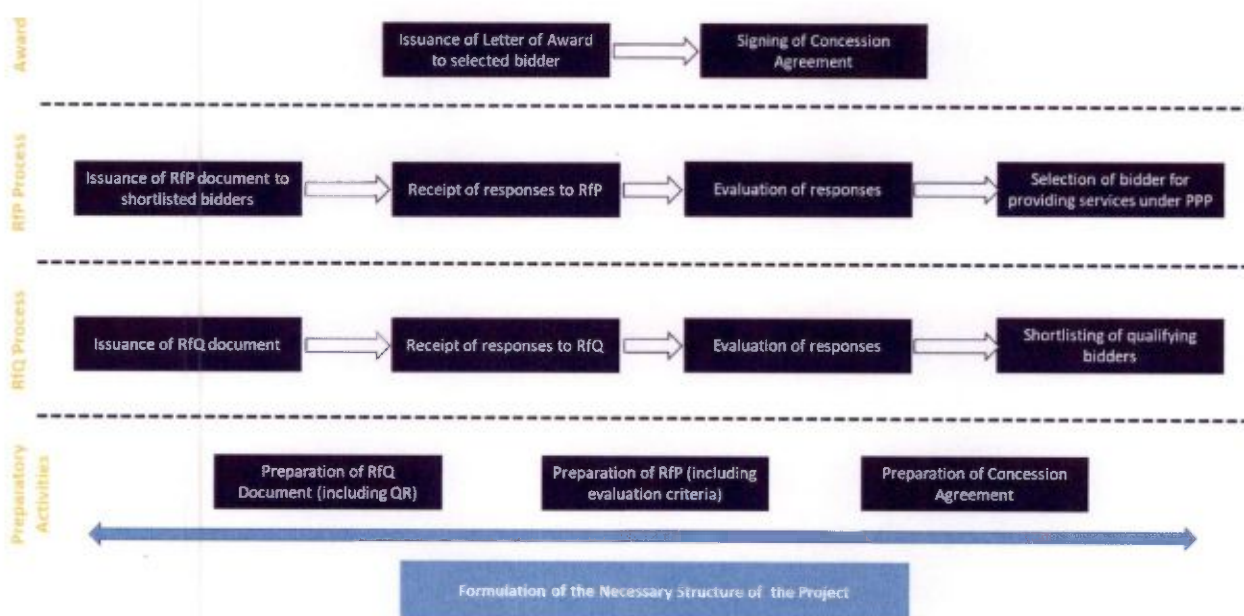 Award
Issuance of Letter of Award
to selected bidder
Signing of Concession
Agreement
RfP Process
Issuance of RfP document to
shortlisted bidders
Receipt of responses to RfP
Evaluation of responses
Selection of bidder for
providing services under PPP
RfQ Process
Issuance of RfQ document
Receipt of responses to RfQ
Evaluation of responses
Shortlisting of qualifying
bidders
Preparatory
Activities
Preparation of RfQ
Document (including QR)
Preparation of RfP (including
evaluation criteria)
Preparation of Concession
Agreement
Formulation of the Necessary Structure of the Project